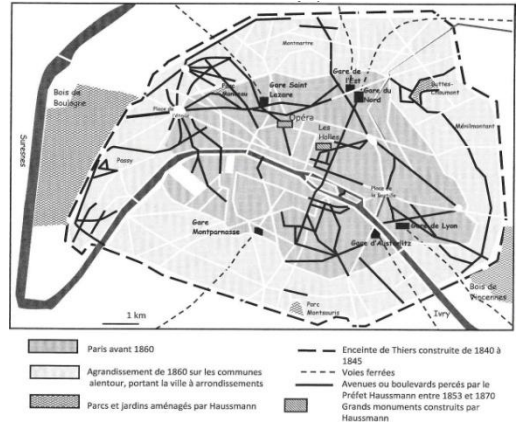 Montmartre
Bois de
Boulogne
Parc
Monceau
Gare Saint
Lazare
Gare de
l'Est
Gare du
Nord
Buttes-
Chaumont
Place de
l'Etoile
Opéra
Les
Halles
Ménilmontant
Suresnes
Passy
Place de
la Bastille
Gare
Montparnasse
Gare de Lyon
Gare d'Austerlitz
Bois de
Vincennes
Parc
Montsouris
Ivry
1 km
Paris avant 1860
Agrandissement de 1860 sur les communes
alentour, portant la ville à arrondissements
Parcs et jardins aménagés par Haussmann
Enceinte de Thiers construite de 1840 à
1845
Voies ferrées
Avenues ou boulevards percés par le
Préfet Haussmann entre 1853 et 1870
Grands monuments construits par
Haussmann